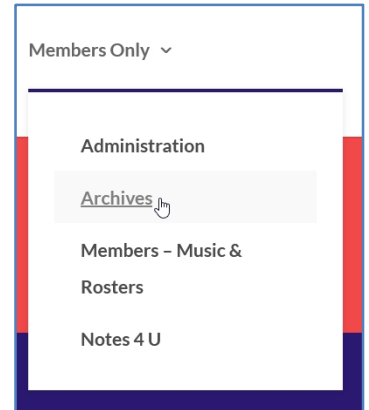 Members Only
Administration
Archives
Members – Music &
Rosters
Notes 4 U